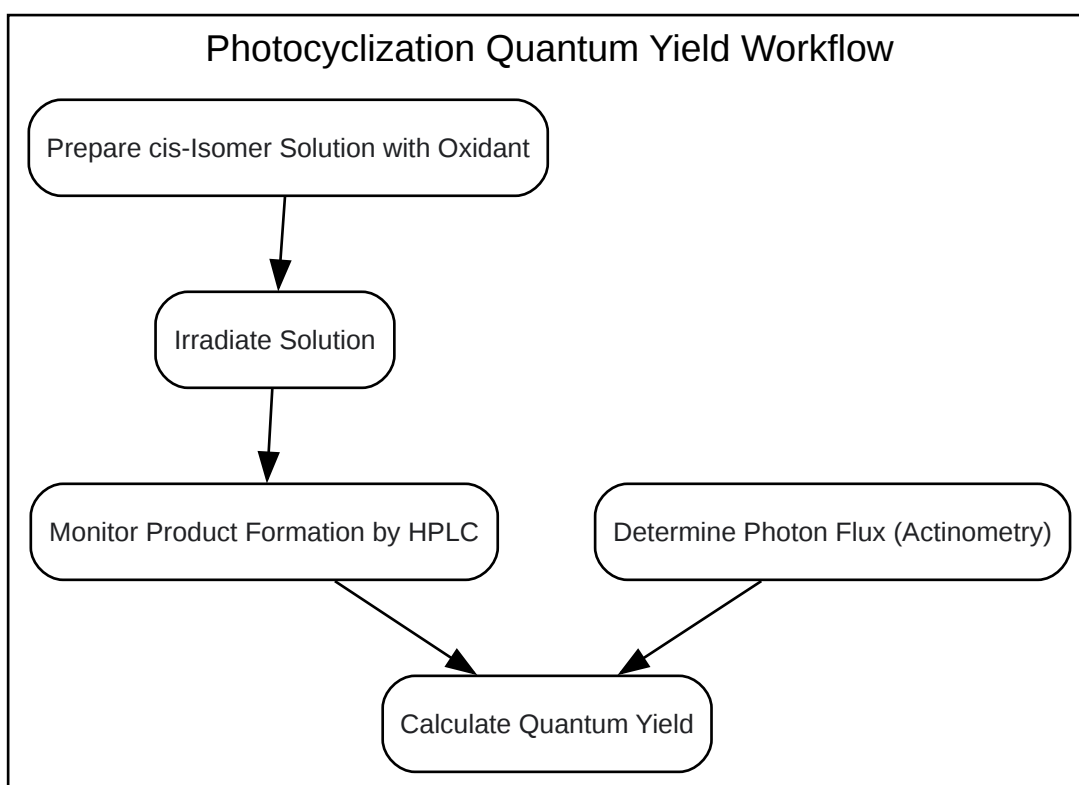 Photocyclization Quantum Yield Workflow
Prepare cis-Isomer Solution with Oxidant
Irradiate Solution
Monitor Product Formation by HPLC
Determine Photon Flux (Actinometry)
Calculate Quantum Yield